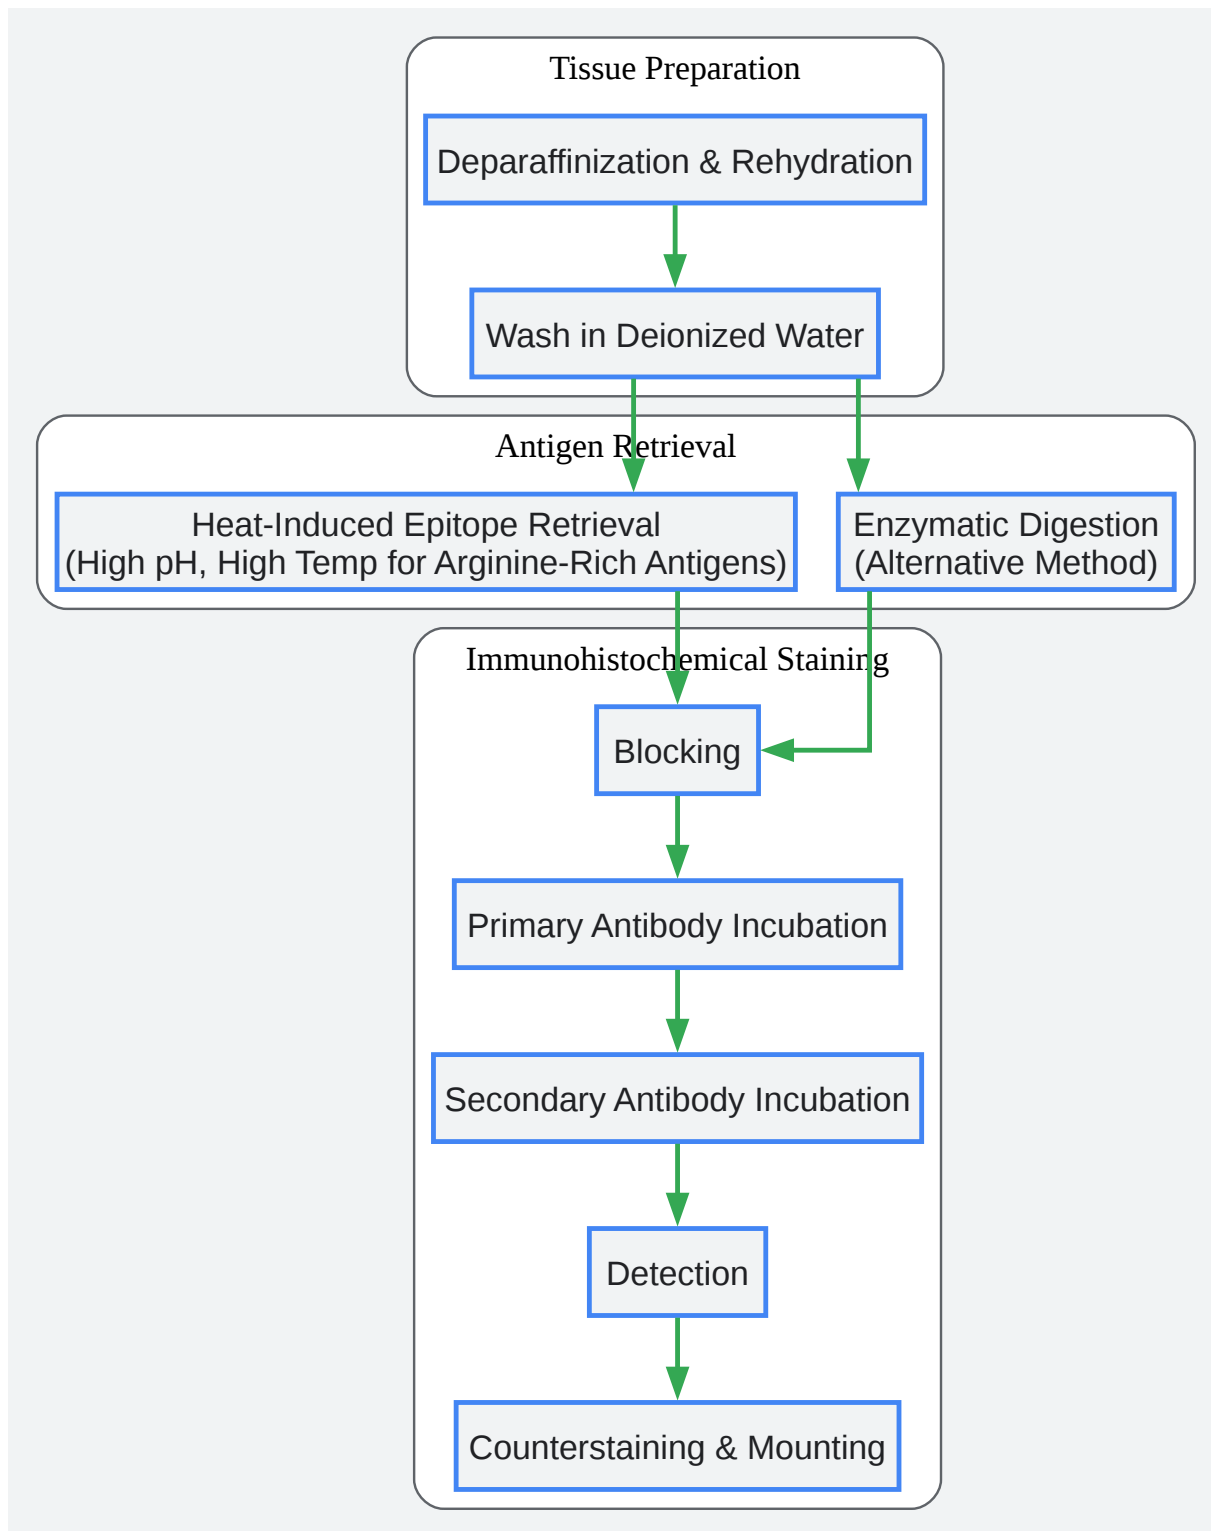 Tissue Preparation
Deparaffinization & Rehydration
Wash in Deionized Water
Antigen Retrieval
Heat-Induced Epitope Retrieval
(High pH, High Temp for Arginine-Rich Antigens)
Enzymatic Digestion
(Alternative Method)
Immunohistochemical Staining
Blocking
Primary Antibody Incubation
Secondary Antibody Incubation
Detection
Counterstaining & Mounting